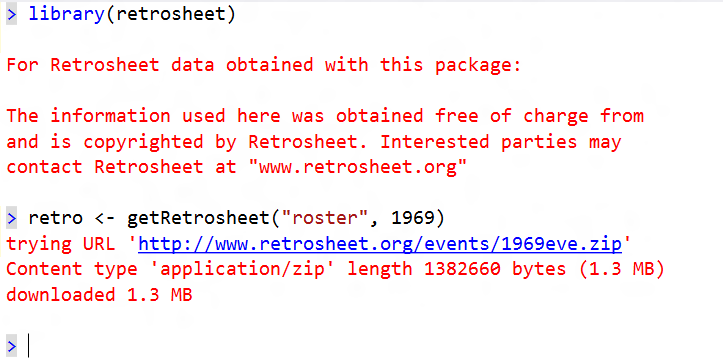 > library(retrosheet)
For Retrosheet data obtained with this package:
The information used here was obtained free of charge from
and is copyrighted by Retrosheet. Interested parties may
contact Retrosheet at "www.retrosheet.org"
> retro <- getRetrosheet("roster", 1969)
trying URL 'http://www.retrosheet.org/events/1969eve.zip'
Content type 'application/zip' length 1382660 bytes (1.3 MB)
downloaded 1.3 MB
>